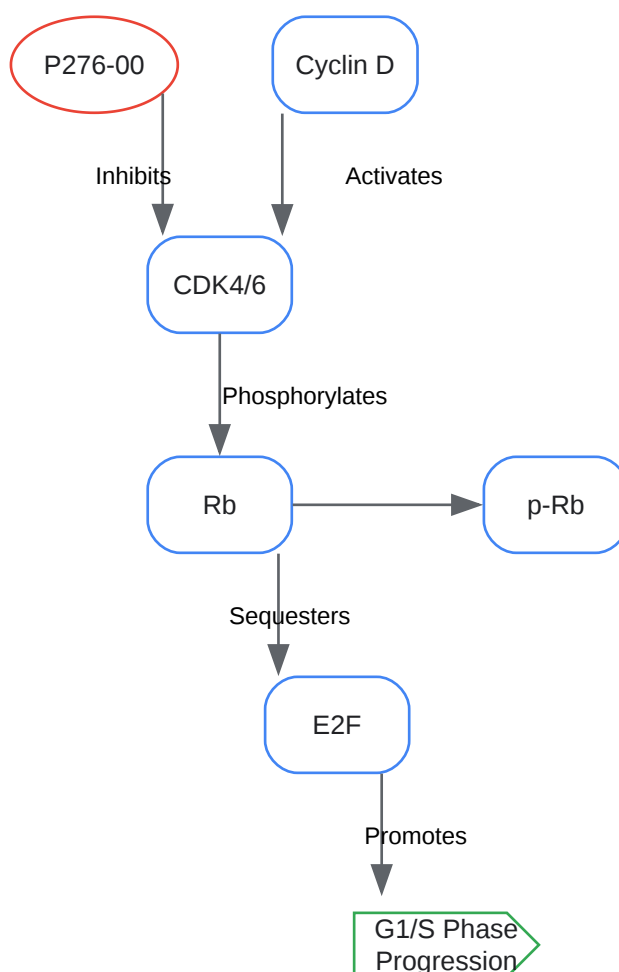 P276-00
Cyclin D
Inhibits
Activates
CDK4/6
Phosphorylates
Rb
p-Rb
Sequesters
E2F
Promotes
G1/S Phase
Progression